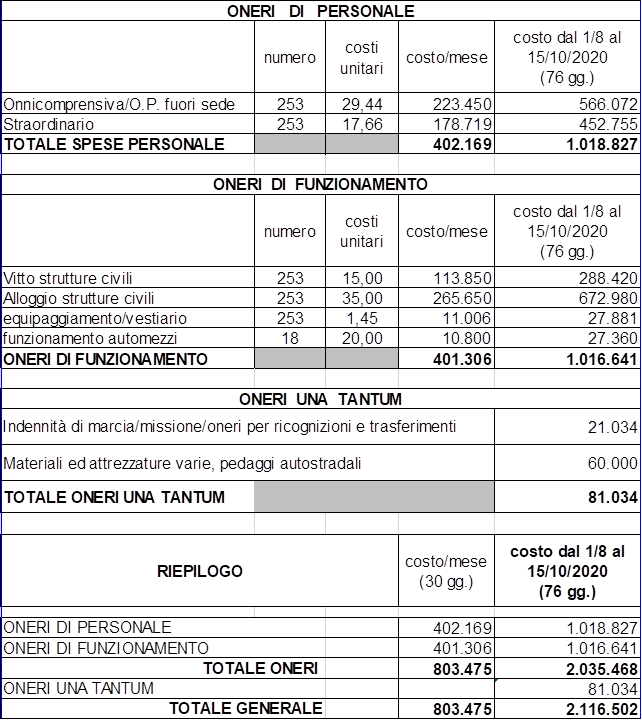 ONERI DI PERSONALE
numero costi unitari costo/mese costo dal 1/8 al 15/10/2020 (76 gg.)
Onnicomprensiva/O.P. fuori sede 253 29,44 223.450 566.072
Straordinario 253 17,66 178.719 452.755
TOTALE SPESE PERSONALE 402.169 1.018.827
ONERI DI FUNZIONAMENTO
numero costi unitari costo/mese costo dal 1/8 al 15/10/2020 (76 gg.)
Vitto strutture civili 253 15,00 113.850 288.420
Alloggio strutture civili 253 35,00 265.650 672.980
equipaggiamento/vestiario 253 1,45 11.006 27.881
funzionamento automezzi 18 20,00 10.800 27.360
ONERI DI FUNZIONAMENTO 401.306 1.016.641
ONERI UNA TANTUM
Indennità di marcia/missione/oneri per ricognizioni e trasferimenti 21.034
Materiali ed attrezzature varie, pedaggi autostradali 60.000
TOTALE ONERI UNA TANTUM 81.034
RIEPILOGO costo/mese (30 gg.) costo dal 1/8 al 15/10/2020 (76 gg.)
ONERI DI PERSONALE 402.169 1.018.827
ONERI DI FUNZIONAMENTO 401.306 1.016.641
TOTALE ONERI 803.475 2.035.468
ONERI UNA TANTUM 81.034
TOTALE GENERALE 803.475 2.116.502